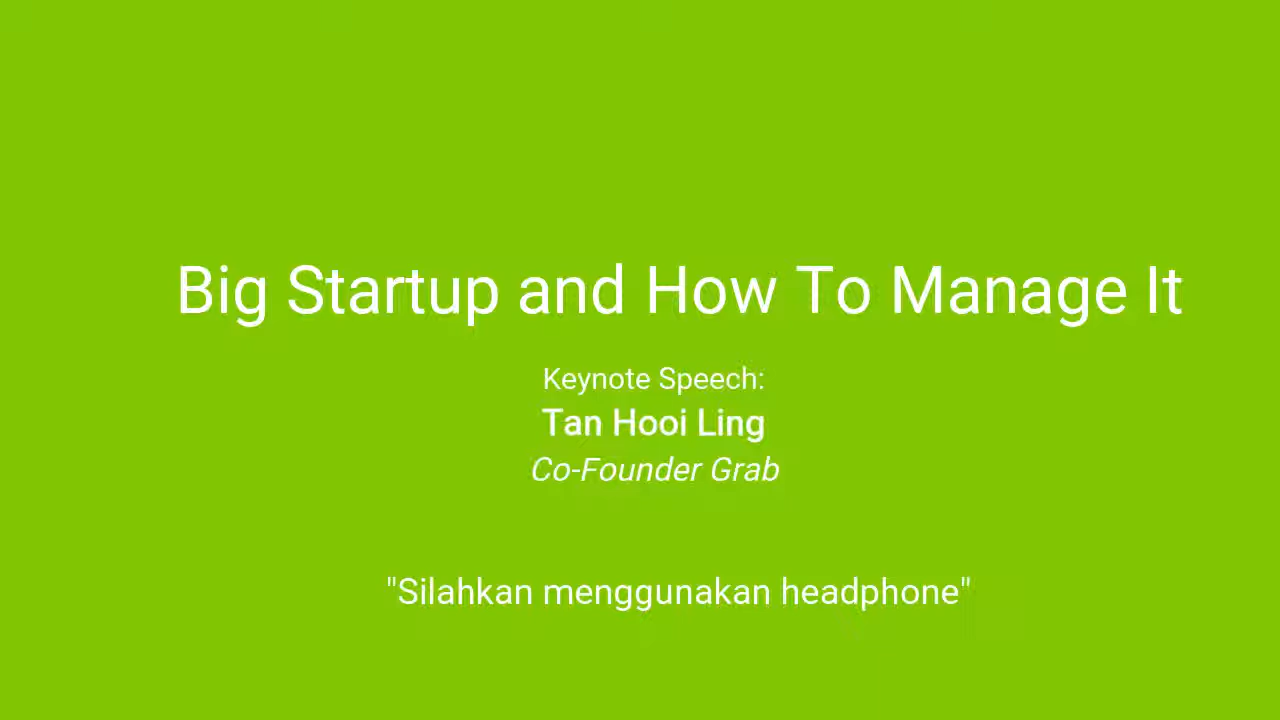 Big Startup and How To Manage It
Keynote Speech:
Tan Hooi Ling
Co-Founder Grab
"Silahkan menggunakan headphone"